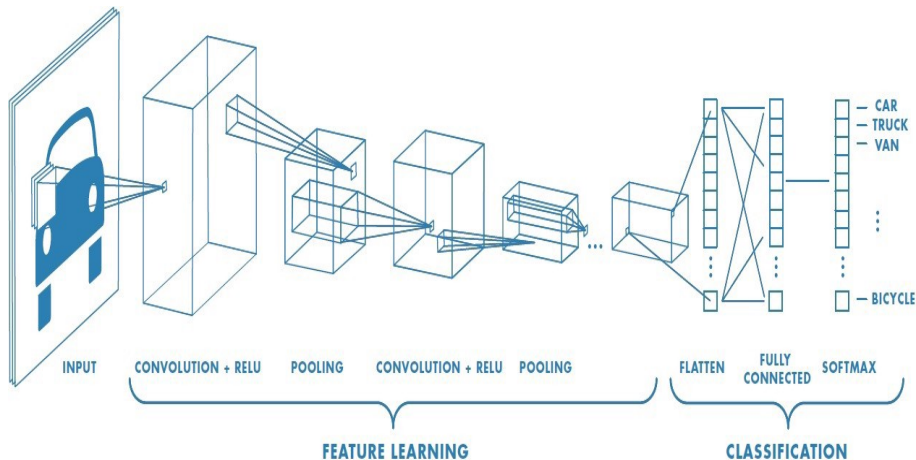 CAR
TRUCK
VAN
BICYCLE
INPUT
CONVOLUTION + RELU
POOLING
CONVOLUTION + RELU
POOLING
FLATTEN
FULLY
CONNECTED
SOFTMAX
FEATURE LEARNING
CLASSIFICATION